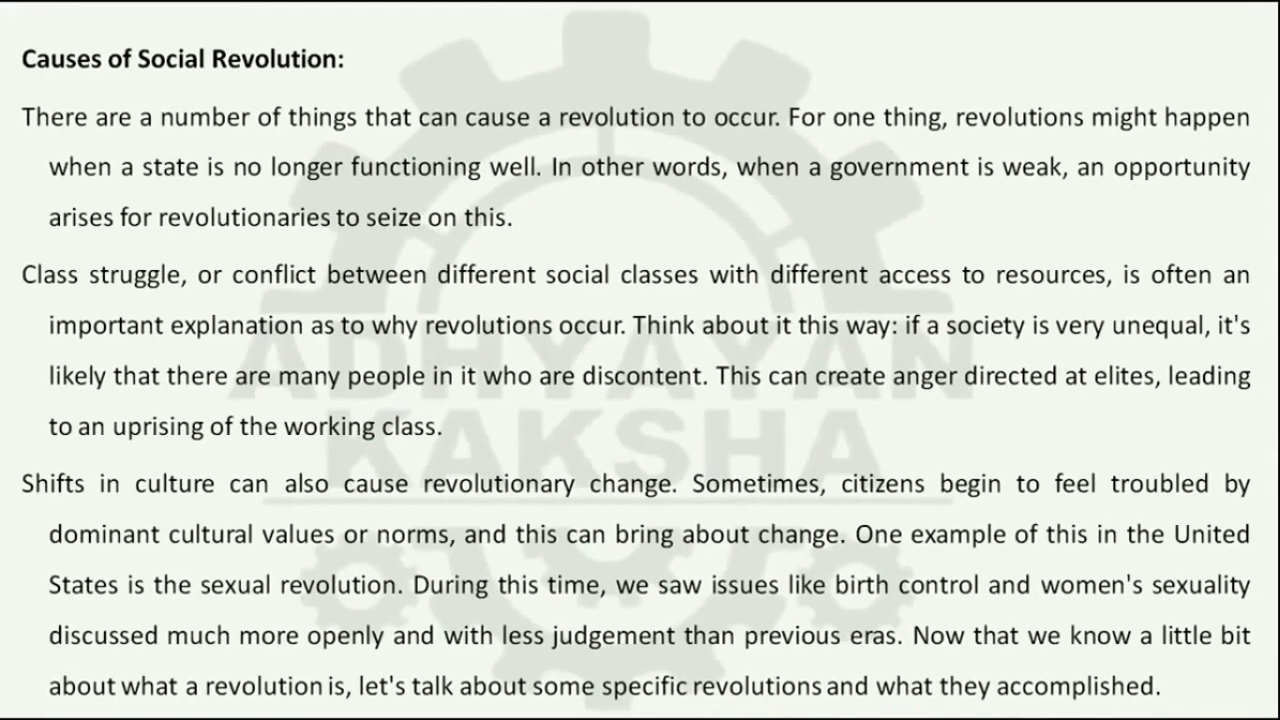 Causes of Social Revolution:
There are a number of things that can cause a revolution to occur. For one thing, revolutions might happen
when a state is no longer functioning well. In other words, when a government is weak, an opportunity
arises for revolutionaries to seize on this.
Class struggle, or conflict between different social classes with different access to resources, is often an
important explanation as to why revolutions occur. Think about it this way: if a society is very unequal, it's
likely that there are many people in it who are discontent. This can create anger directed at elites, leading
to an uprising of the working class.
Shifts in culture can also cause revolutionary change. Sometimes, citizens begin to feel troubled by
dominant cultural values or norms, and this can bring about change. One example of this in the United
States is the sexual revolution. During this time, we saw issues like birth control and women's sexuality
discussed much more openly and with less judgement than previous eras. Now that we know a little bit
about what a revolution is, let's talk about some specific revolutions and what they accomplished.
ADHYAYAN
KAKSHA